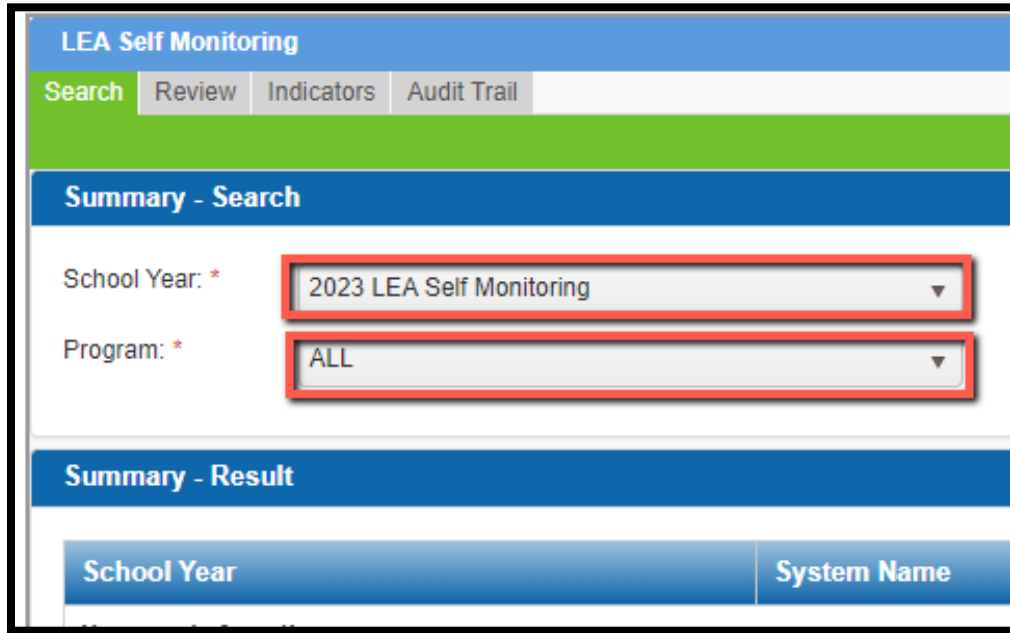 LEA Self Monitoring
Search Review Indicators Audit Trail
Summary - Search
School Year: * 2023 LEA Self Monitoring
Program: * ALL
Summary - Result
School Year System Name